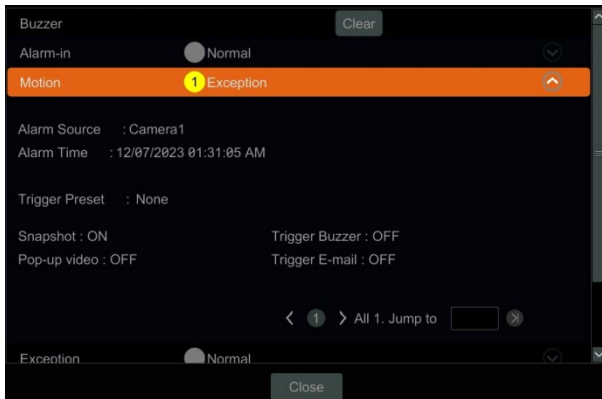 Buzzer Clear
Alarm-in Normal
Motion 1 Exception
Alarm Source : Camera1
Alarm Time : 12/07/2023 01:31:05 AM
Trigger Preset : None
Snapshot : ON Trigger Buzzer : OFF
Pop-up video : OFF Trigger E-mail : OFF
1 All 1. Jump to
Exception Normal
Close